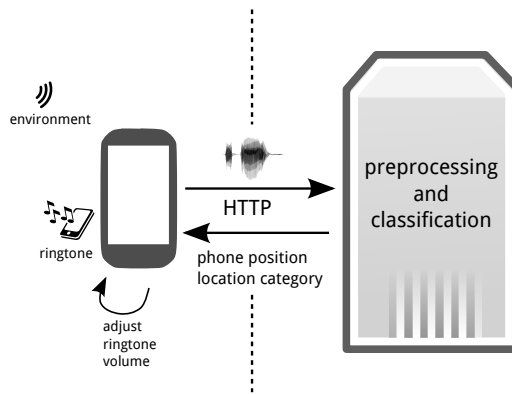 environment
ringtone
adjust
ringtone
volume
HTTP
phone position
location category
preprocessing
and
classification